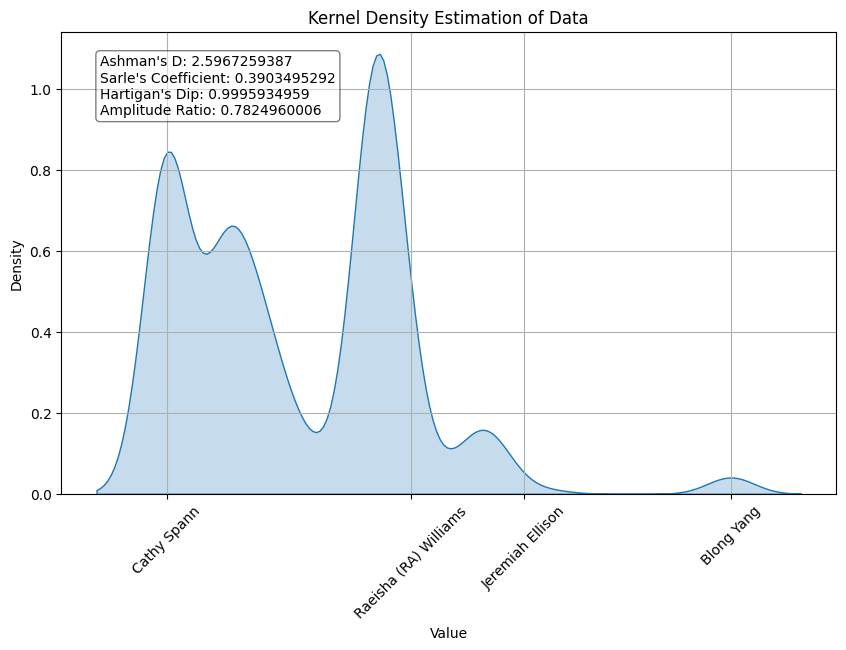 Kernel Density Estimation of Data
Ashman's D: 2.5967259387
Sarle's Coefficient: 0.3903495292
Hartigan's Dip: 0.9995934959
Amplitude Ratio: 0.7824960006
Density
1.0
0.8
0.6
0.4
0.2
0.0
Cathy Spann
Raeisha (RA) Williams
Jeremiah Ellison
Blong Yang
Value